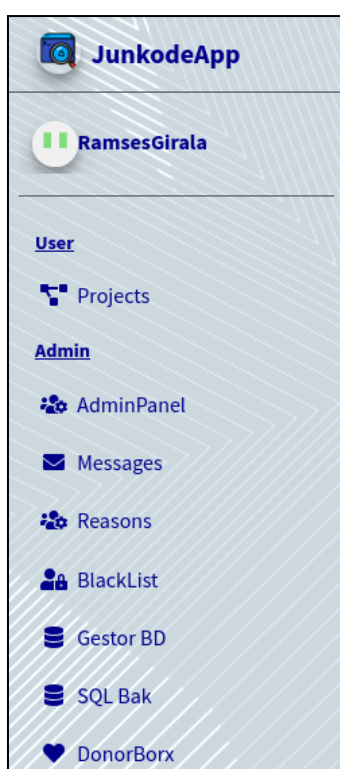 JunkodeApp
RamsesGirala
User
Projects
Admin
AdminPanel
Messages
Reasons
BlackList
Gestor BD
SQL Bak
DonorBorx